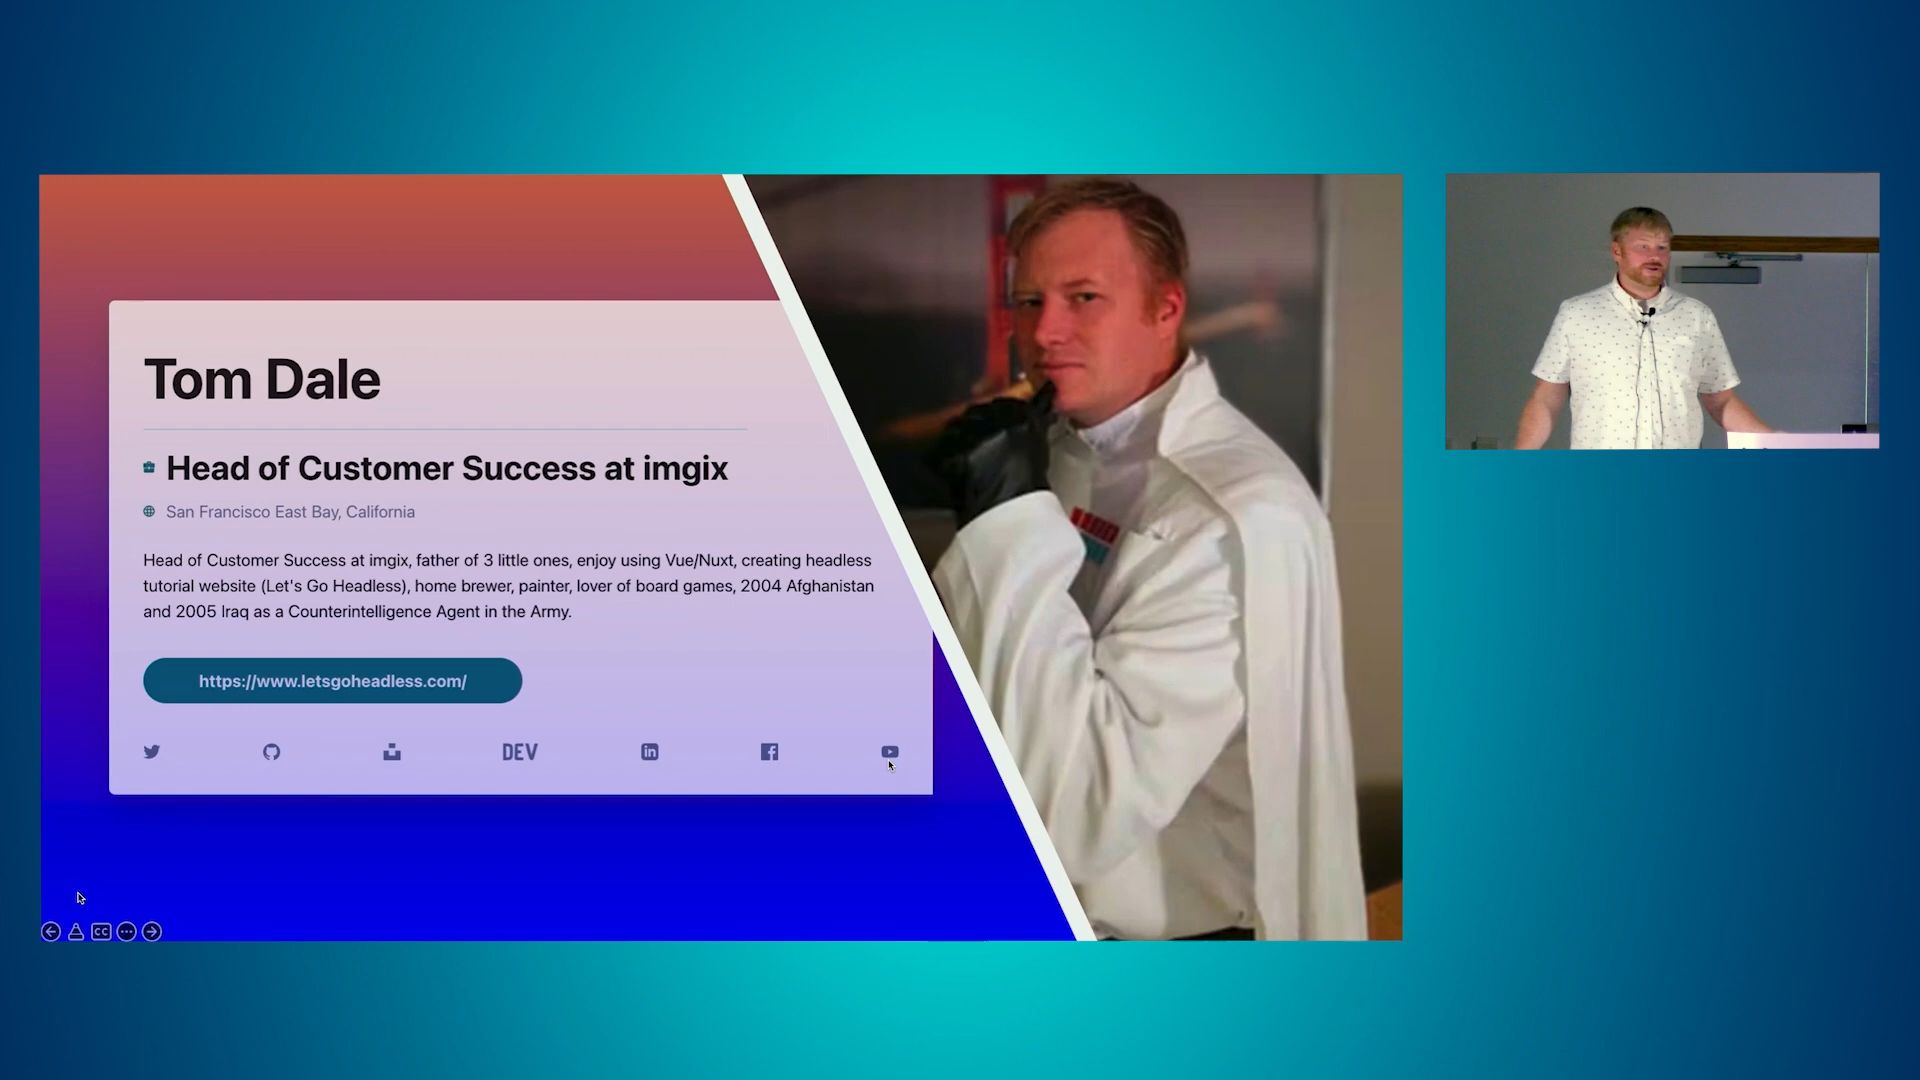 Tom Dale
Head of Customer Success at imgix
San Francisco East Bay, California
Head of Customer Success at imgix, father of 3 little ones, enjoy using Vue/Nuxt, creating headless
tutorial website (Let's Go Headless), home brewer, painter, lover of board games, 2004 Afghanistan
and 2005 Iraq as a Counterintelligence Agent in the Army.
https://www.letsgoheadless.com/
DEV
in
CC